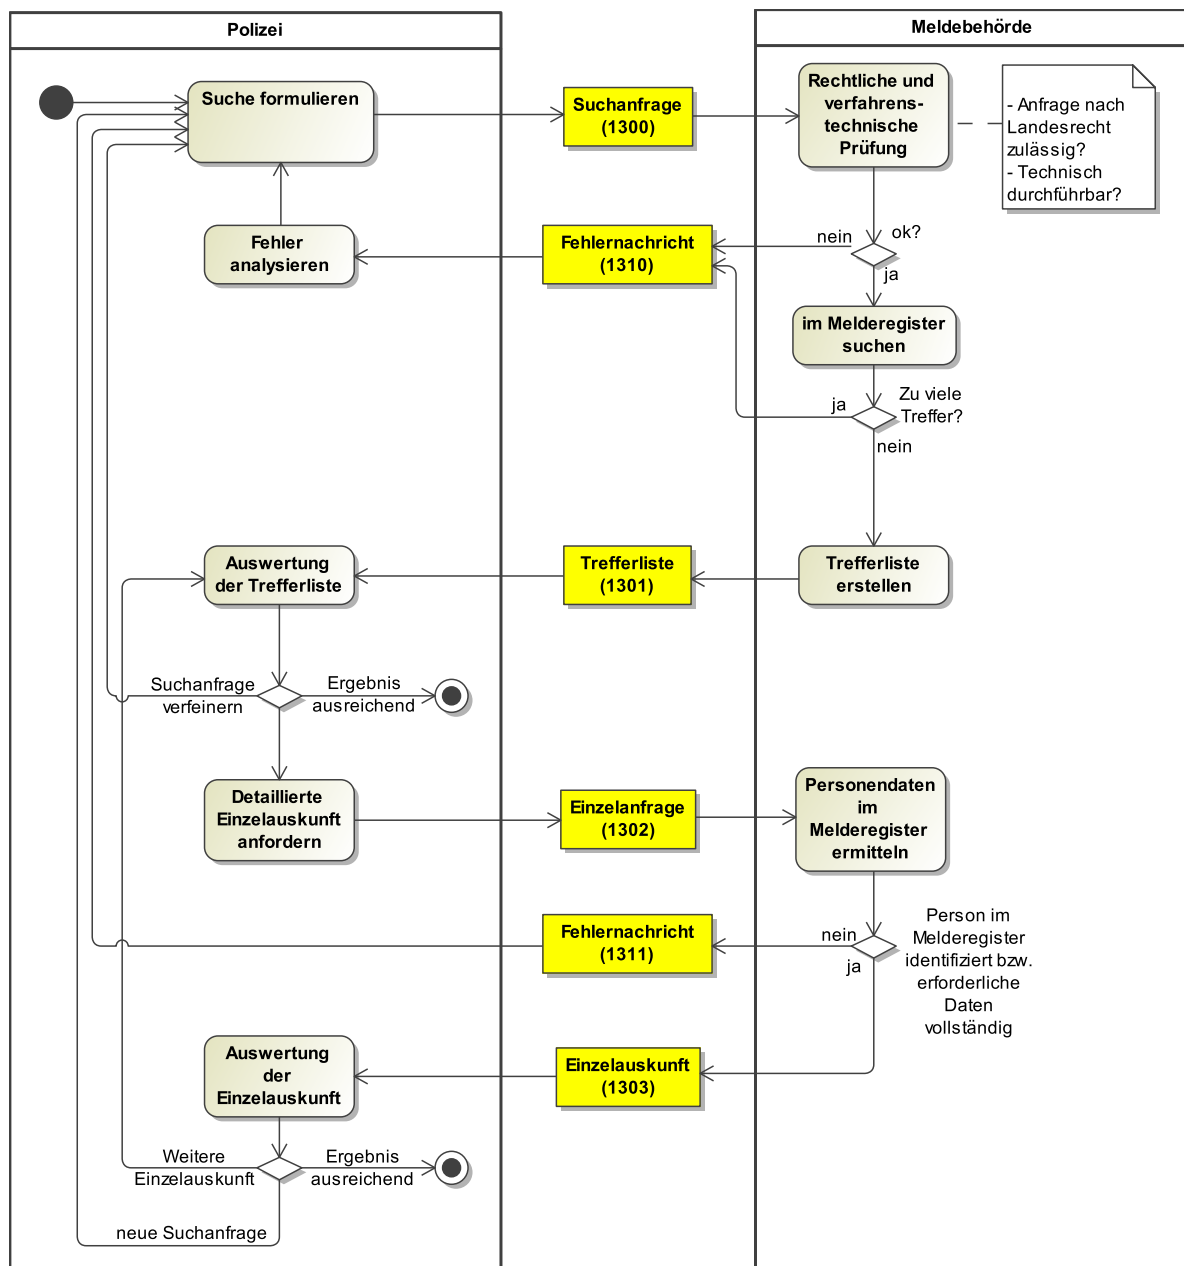 Polizei
Meldebehörde
Suche formulieren
Suchanfrage
(1300)
Rechtliche und
verfahrens-
technische
Prüfung
- Anfrage nach
Landesrecht
zulässig?
- Technisch
durchführbar?
Fehler
analysieren
Fehlernachricht
(1310)
nein
ok?
ja
im Melderegister
suchen
ja
Zu viele
Treffer?
nein
Auswertung
der Trefferliste
Trefferliste
(1301)
Trefferliste
erstellen
Suchanfrage
verfeinern
Ergebnis
ausreichend
Detaillierte
Einzelauskunft
anfordern
Einzelanfrage
(1302)
Personendaten
im
Melderegister
ermitteln
Fehlernachricht
(1311)
nein
ja
Person im
Melderegister
identifiziert bzw.
erforderliche
Daten
vollständig
Auswertung
der
Einzelauskunft
Einzelauskunft
(1303)
Weitere
Einzelauskunft
Ergebnis
ausreichend
neue Suchanfrage